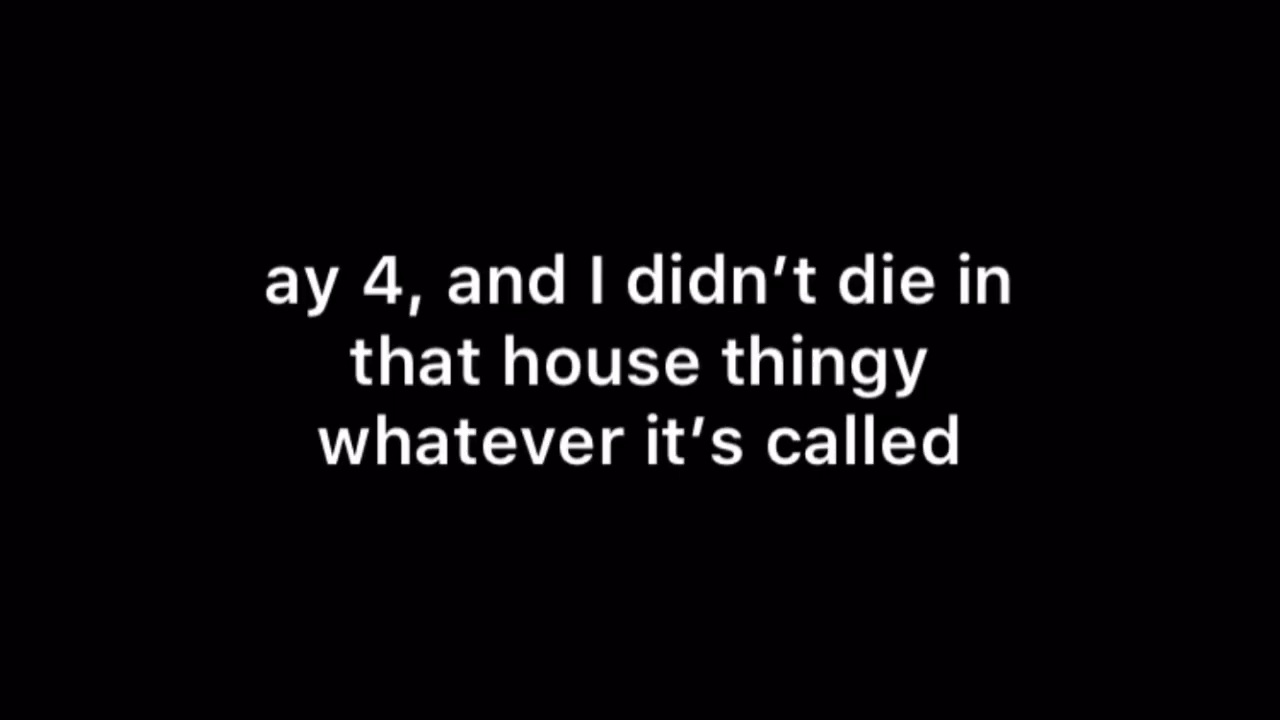 ay 4, and I didn’t die in
that house thingy
whatever it’s called